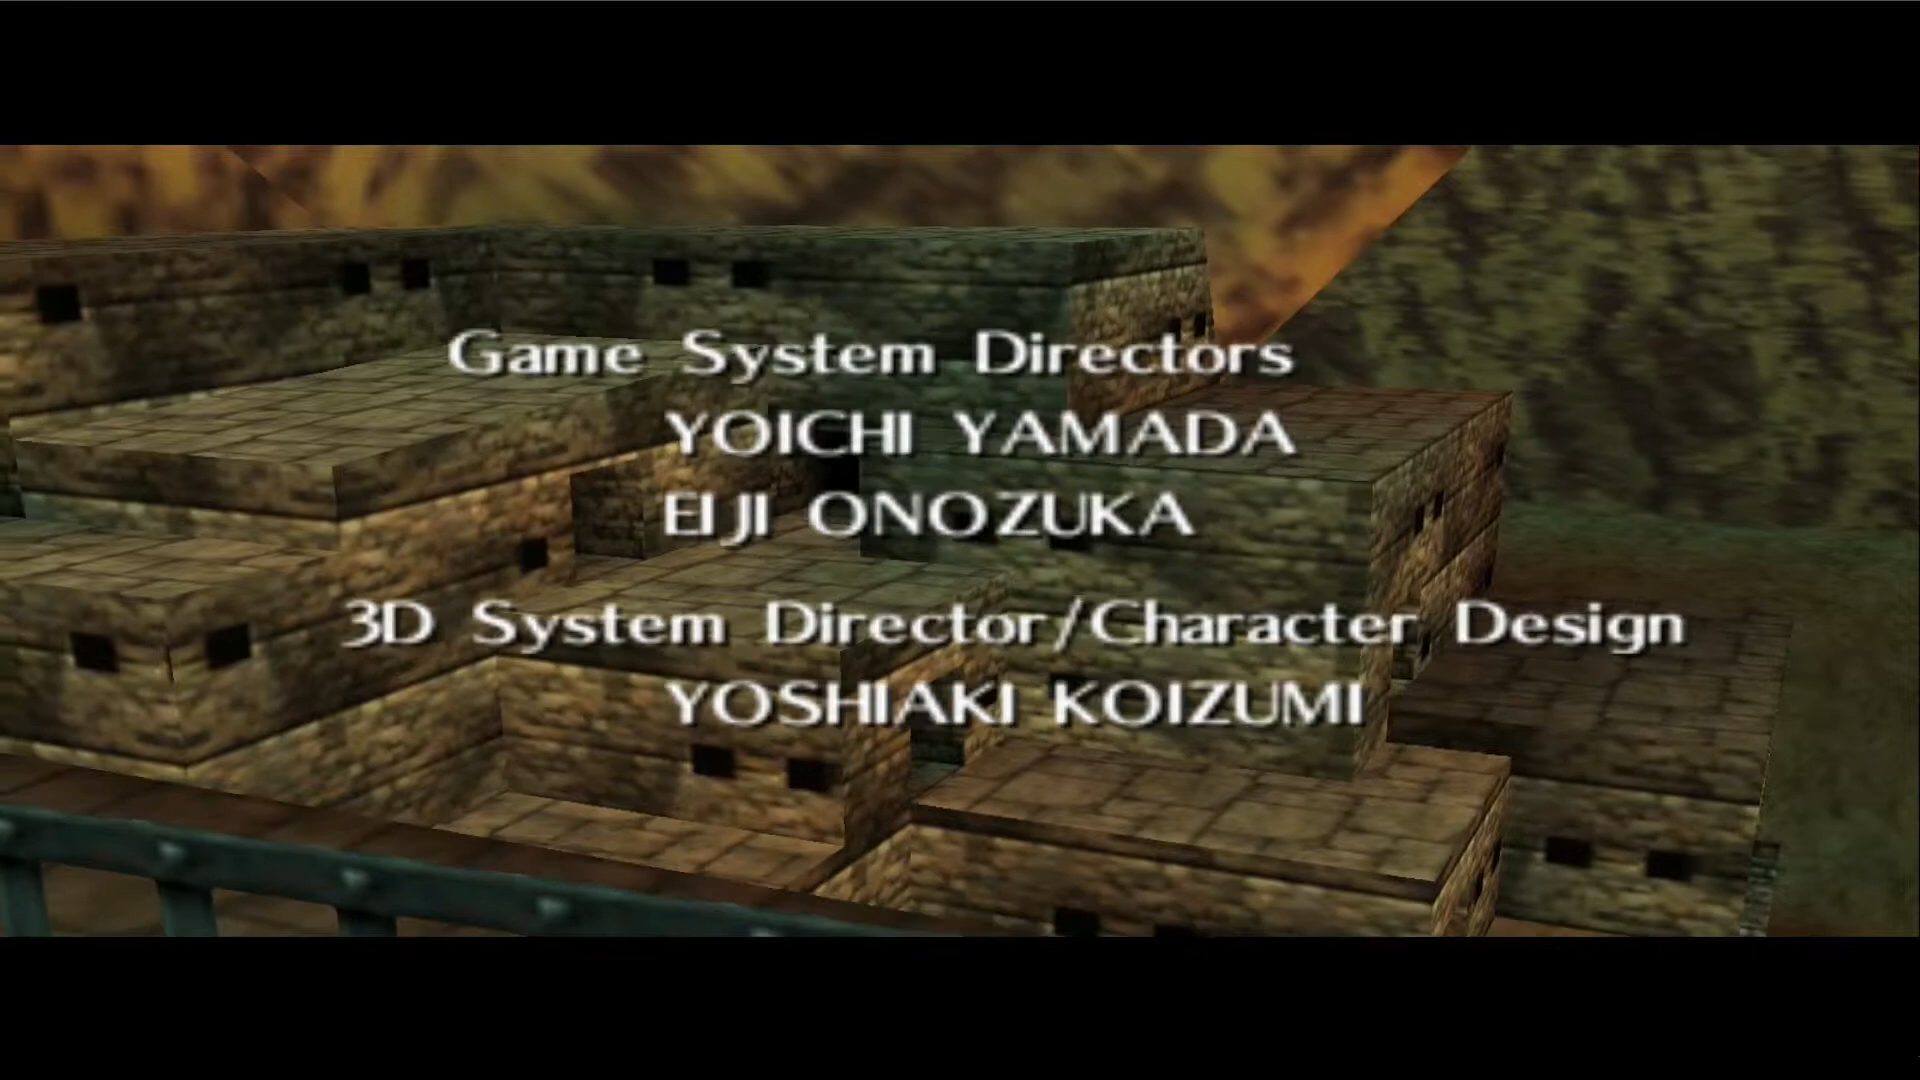 Game System Directors
YOICHI YAMADA
EIJI ONOZUKA
3D System Director/Character Design
YOSHIAKI KOIZUMI